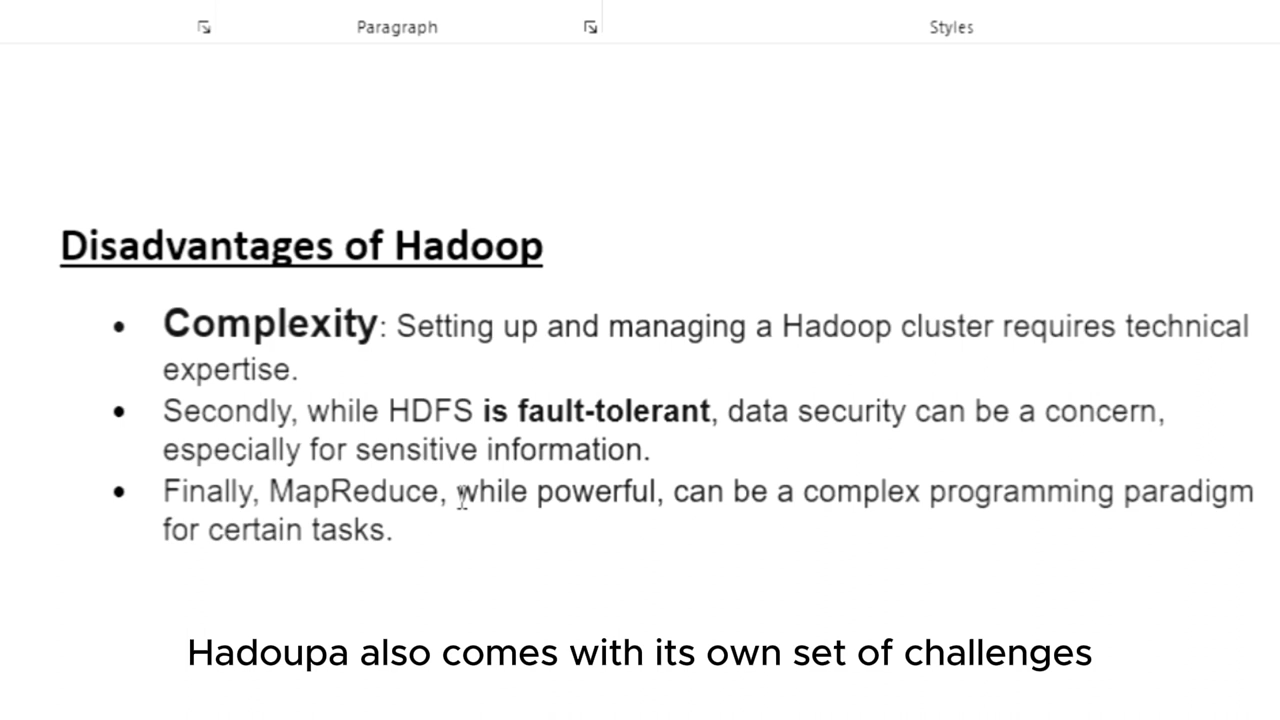 Paragraph
Styles
Disadvantages of Hadoop
• Complexity: Setting up and managing a Hadoop cluster requires technical
expertise.
• Secondly, while HDFS is fault-tolerant, data security can be a concern,
especially for sensitive information.
• Finally, MapReduce, while powerful, can be a complex programming paradigm
for certain tasks.
Hadoupa also comes with its own set of challenges